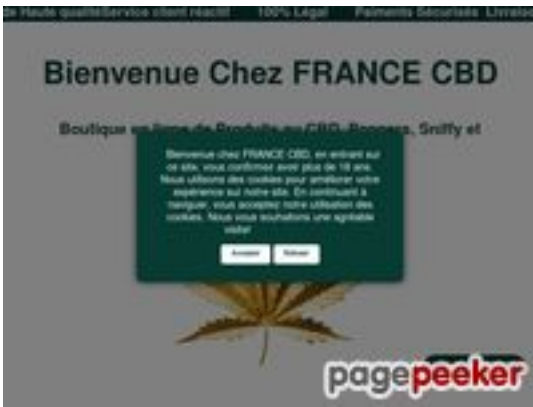 Haute qualité Service client réactif 100% Légal Paiments Sécurisés Livraiso
Bienvenue Chez FRANCE CBD
Boutique en ligne de Produits au CBD, Poppers, Sniffy et
Bienvenue chez FRANCE CBD, en entrant sur
ce site, vous confirmez avoir plus de 18 ans.
Nous utilisons des cookies pour améliorer votre
expérience sur notre site. En continuant à
naviguer, vous acceptez notre utilisation des
cookies. Nous vous souhaitons une agréable
visite!
Accepter Refuser
pagepeeker